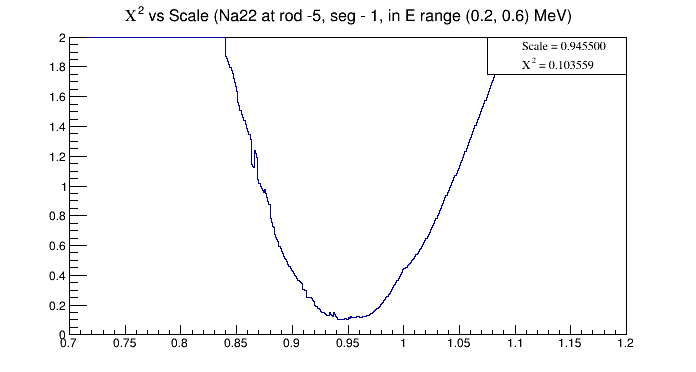 X² vs Scale (Na22 at rod -5, seg - 1, in E range (0.2, 0.6) MeV)
Scale = 0.945500
X² = 0.103559
2
1.8
1.6
1.4
1.2
1
0.8
0.6
0.4
0.2
0
0.7 0.75 0.8 0.85 0.9 0.95 1 1.05 1.1 1.15 1.2